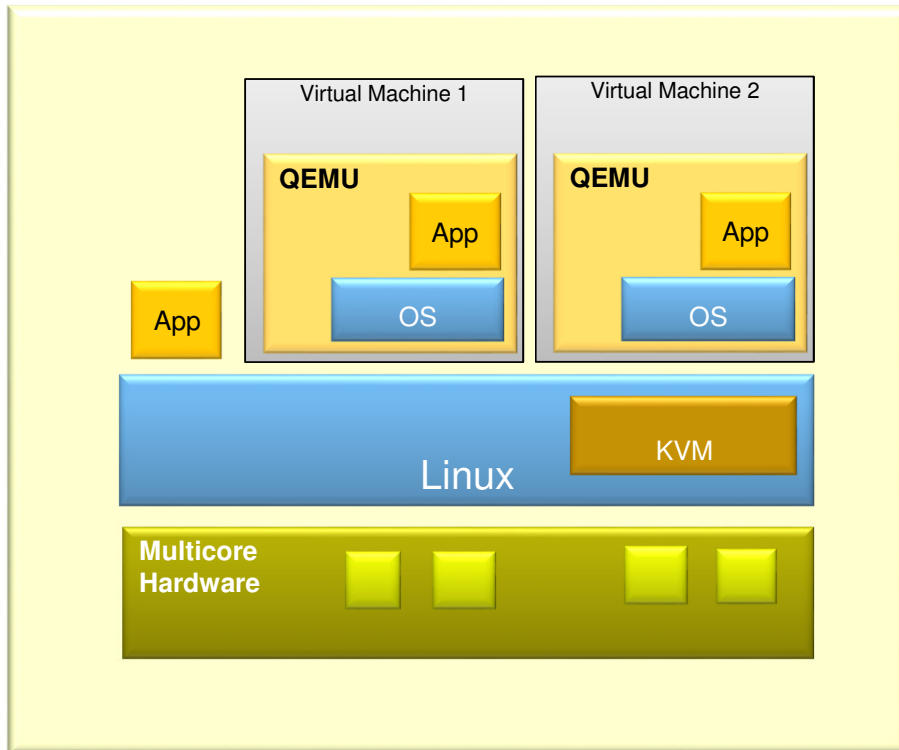 Virtual Machine 1
Virtual Machine 2
QEMU
QEMU
App
App
OS
OS
App
KVM
Linux
Multicore
Hardware